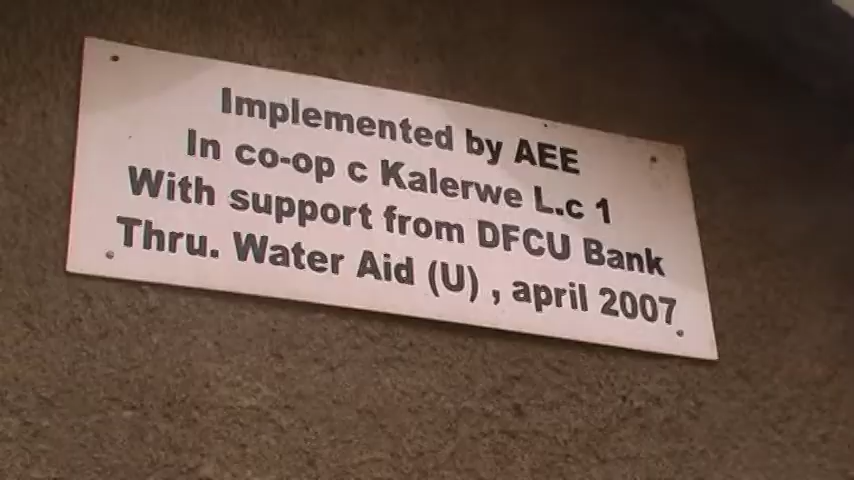 Implemented by AEE
In co-op c Kalerwe L.c 1
With support from DFCU Bank
Thru. Water Aid (U) , april 2007